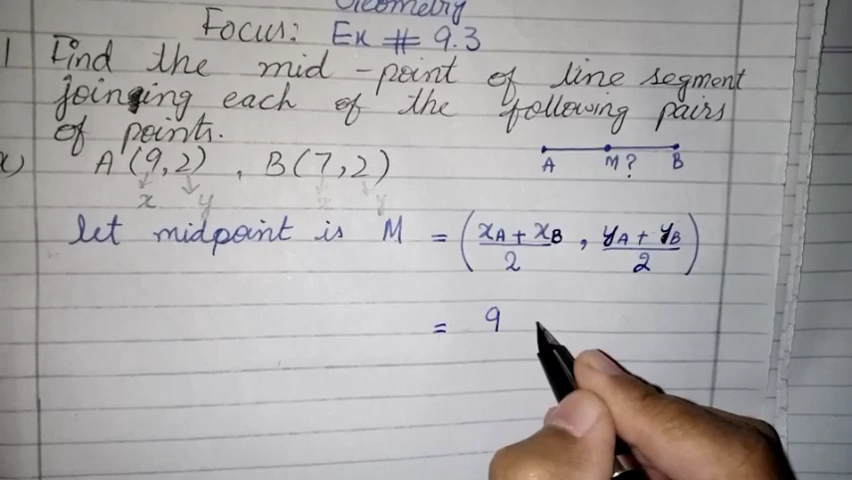 Geometry
Focus: Ex # 9.3
1 Find the mid-point of line segment
joining each of the following pairs
of points.
A(9,2), B(7,2)
A M? B
x y x y
let midpoint is M = (xA + xB / 2, yA + yB / 2)
= 9